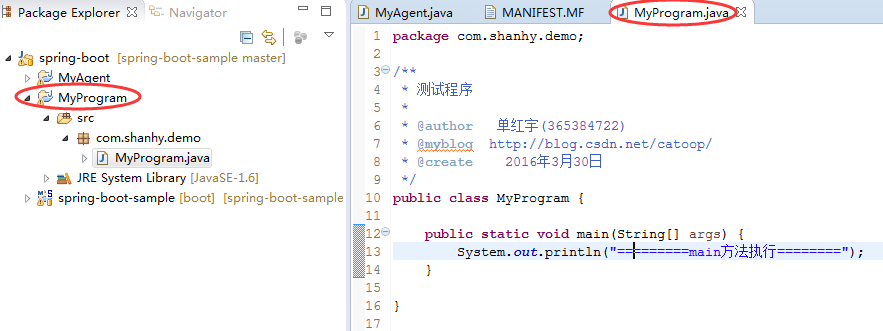 Package Explorer
Navigator
spring-boot [spring-boot-sample master]
MyAgent
MyProgram
src
com.shanhy.demo
MyProgram.java
JRE System Library [JavaSE-1.6]
spring-boot-sample [boot] [spring-boot-sample
MyAgent.java
MANIFEST.MF
MyProgram.java
1 package com.shanhy.demo;
2
3 /**
4 * 测试程序
5 *
6 * @author 单红宇(365384722)
7 * @myblog http://blog.csdn.net/catoop/
8 * @create 2016年3月30日
9 */
10 public class MyProgram {
11
12 public static void main(String[] args) {
13 System.out.println("=========main方法执行========");
14 }
15
16 }
17